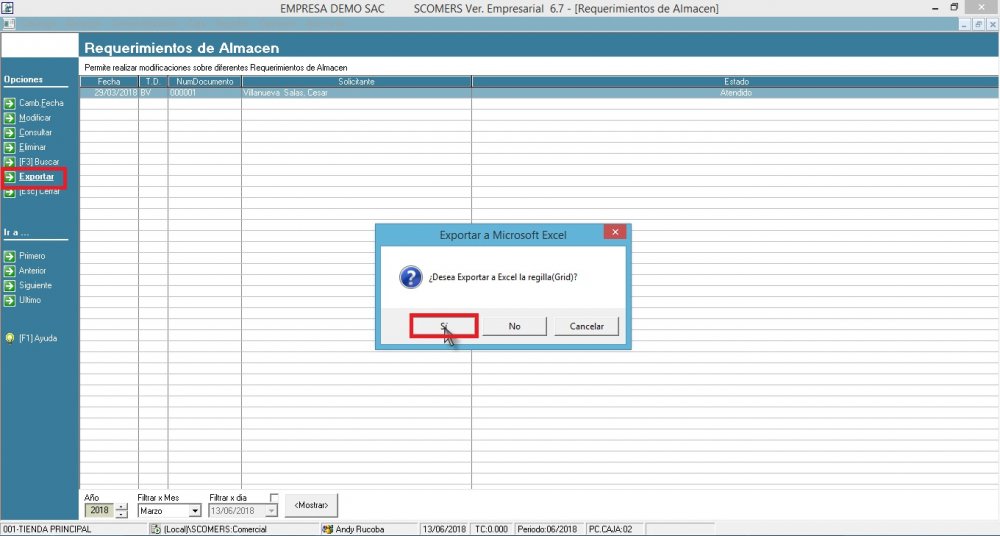 EMPRESA DEMO SAC SCOMERS Ver. Empresarial 6.7 - [Requerimientos de Almacen]
Requerimientos de Almacen
Permite realizar modificaciones sobre diferentes Requerimientos de Almacen
Opciones
Camb.Fecha
Modificar
Consultar
Eliminar
[F3] Buscar
Exportar
[Esc] Cerrar
Ir a ...
Primero
Anterior
Siguiente
Ultimo
[F1] Ayuda
Fecha T.D. NumDocumento Solicitante Estado
29/03/2018 BV 000001 Villanueva Salas, Cesar Atendido
Exportar a Microsoft Excel
¿Desea Exportar a Excel la regilla(Grid)?
Sí No Cancelar
Año Filtrar x Mes Filtrar x dia
2018 Marzo 13/06/2018 <Mostrar>
001-TIENDA PRINCIPAL (Local)\SCOMERS:Comercial Andy Rucoba 13/06/2018 TC:0.000 Periodo:06/2018 PC.CAJA:02